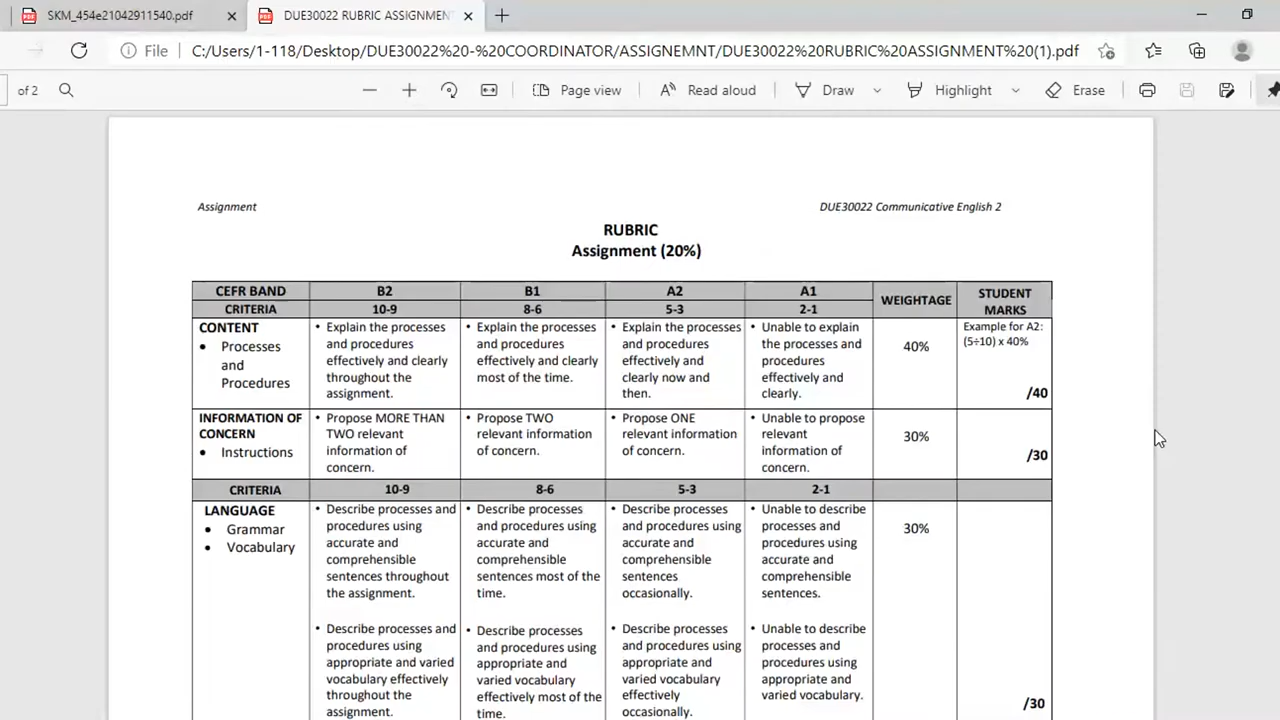 SKM_454e21042911540.pdf
DUE30022 RUBRIC ASSIGNMENT
File
C:/Users/1-118/Desktop/DUE30022%20-%20COORDINATOR/ASSIGNEMNT/DUE30022%20RUBRIC%20ASSIGNMENT%20(1).pdf
of 2
Page view
Read aloud
Draw
Highlight
Erase
Assignment
DUE30022 Communicative English 2
RUBRIC
Assignment (20%)
CEFR BAND
B2
B1
A2
A1
WEIGHTAGE
STUDENT
MARKS
CRITERIA
10-9
8-6
5-3
2-1
CONTENT
• Processes
and
Procedures
• Explain the processes
and procedures
effectively and clearly
throughout the
assignment.
• Explain the processes
and procedures
effectively and clearly
most of the time.
• Explain the processes
and procedures
effectively and
clearly now and
then.
• Unable to explain
the processes and
procedures
effectively and
clearly.
40%
Example for A2:
(5÷10) x 40%
/40
INFORMATION OF
CONCERN
• Instructions
• Propose MORE THAN
TWO relevant
information of
concern.
• Propose TWO
relevant information
of concern.
• Propose ONE
relevant information
of concern.
• Unable to propose
relevant
information of
concern.
30%
/30
CRITERIA
10-9
8-6
5-3
2-1
LANGUAGE
• Grammar
• Vocabulary
• Describe processes and
procedures using
accurate and
comprehensible
sentences throughout
the assignment.
• Describe processes
and procedures using
accurate and
comprehensible
sentences most of the
time.
• Describe processes
and procedures using
accurate and
comprehensible
sentences
occasionally.
• Unable to describe
processes and
procedures using
accurate and
comprehensible
sentences.
30%
• Describe processes and
procedures using
appropriate and varied
vocabulary effectively
throughout the
assignment.
• Describe processes
and procedures using
appropriate and
varied vocabulary
effectively most of the
time.
• Describe processes
and procedures using
appropriate and
varied vocabulary
effectively
occasionally.
• Unable to describe
processes and
procedures using
appropriate and
varied vocabulary.
/30